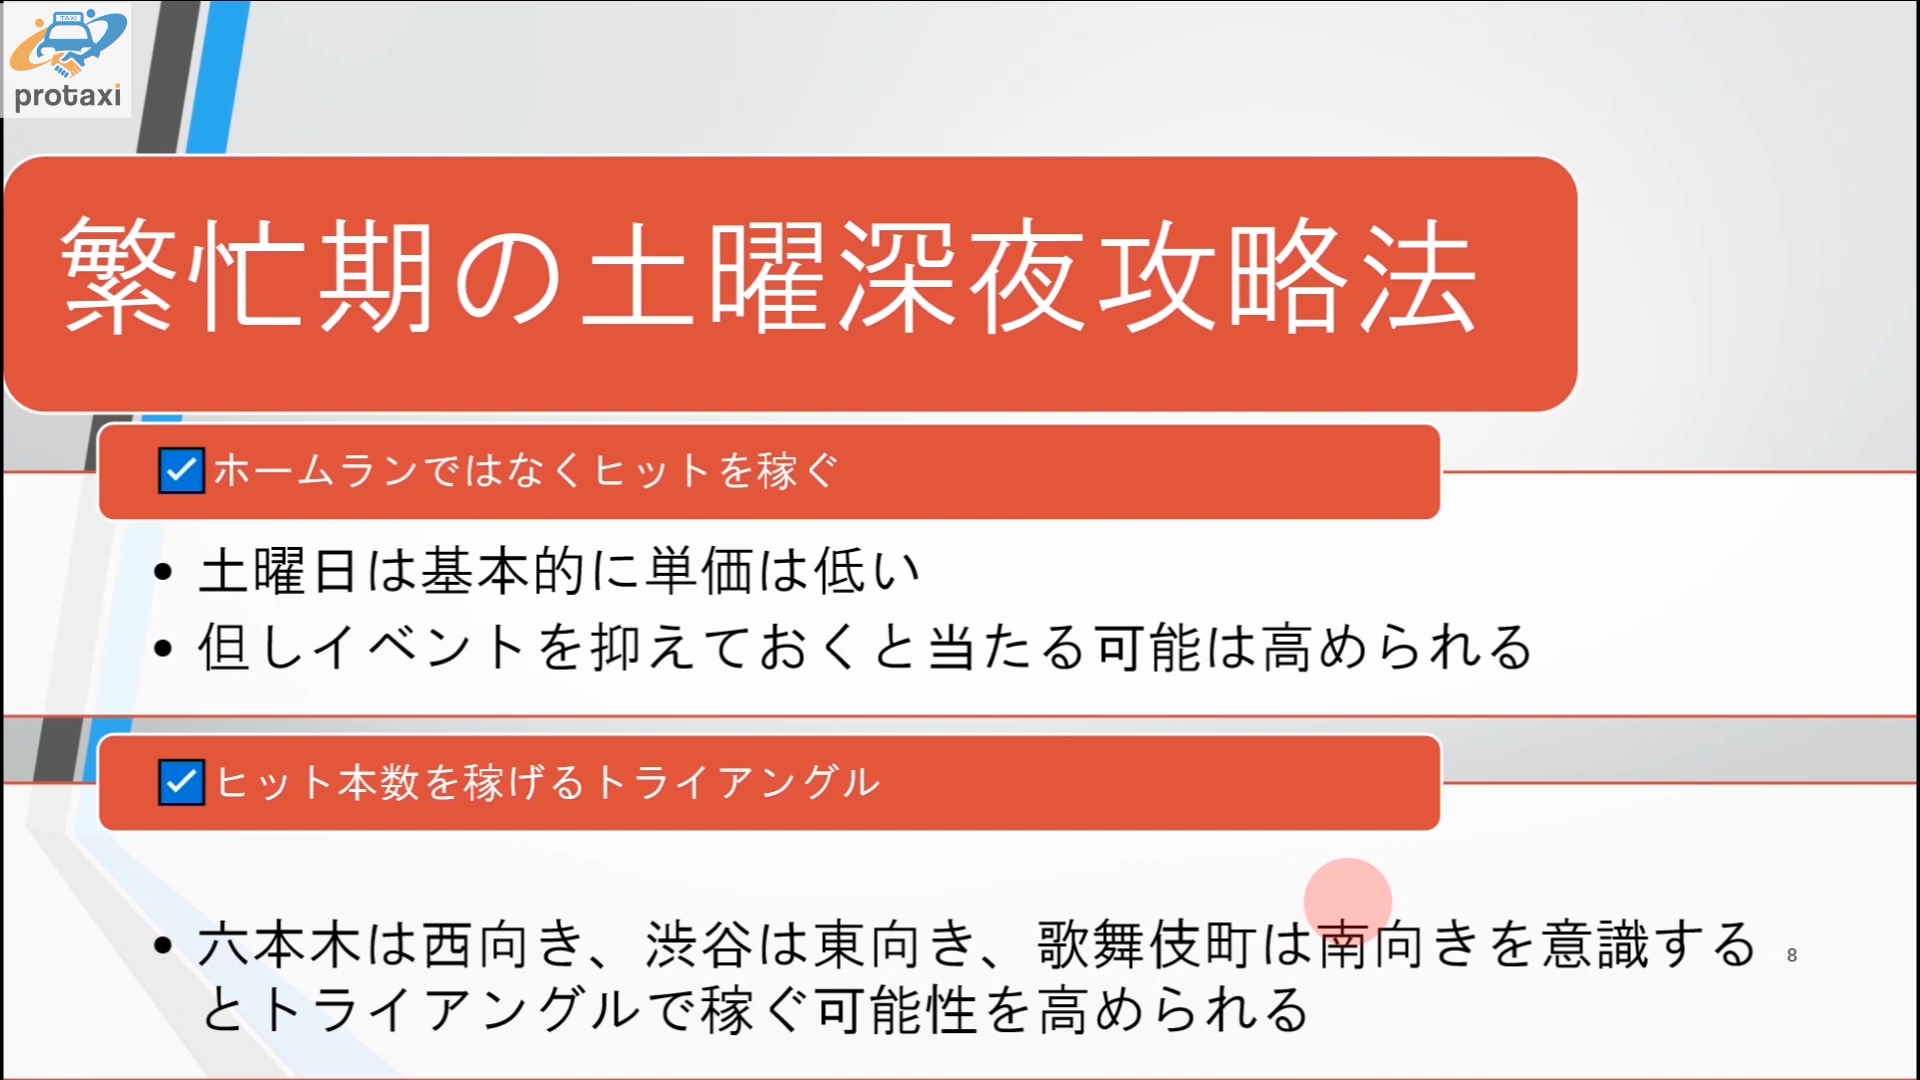 TAXI
protaxi
繁忙期の土曜深夜攻略法
☑ホームランではなくヒットを稼ぐ
• 土曜日は基本的に単価は低い
• 但しイベントを抑えておくと当たる可能は高められる
☑ヒット本数を稼げるトライアングル
• 六本木は西向き、渋谷は東向き、歌舞伎町は南向きを意識する
とトライアングルで稼ぐ可能性を高められる
8